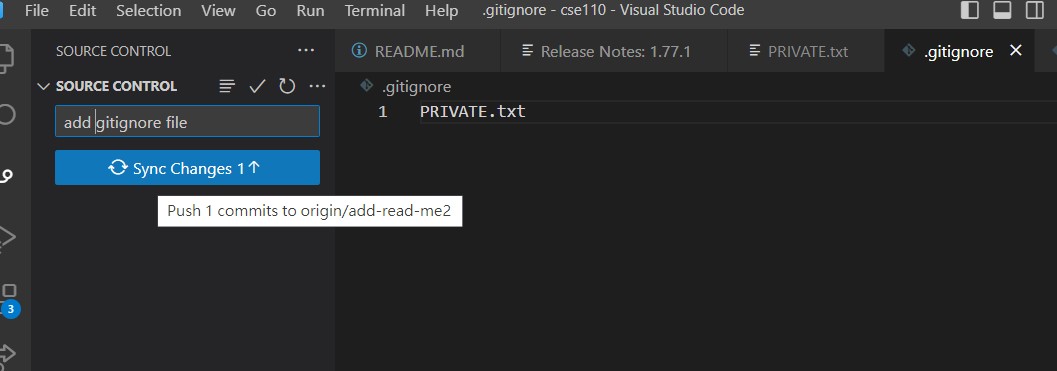 File Edit Selection View Go Run Terminal Help .gitignore - cse110 - Visual Studio Code
SOURCE CONTROL ··· README.md Release Notes: 1.77.1 PRIVATE.txt .gitignore
SOURCE CONTROL ··· .gitignore
1 PRIVATE.txt
add gitignore file
Sync Changes 1↑
Push 1 commits to origin/add-read-me2
3